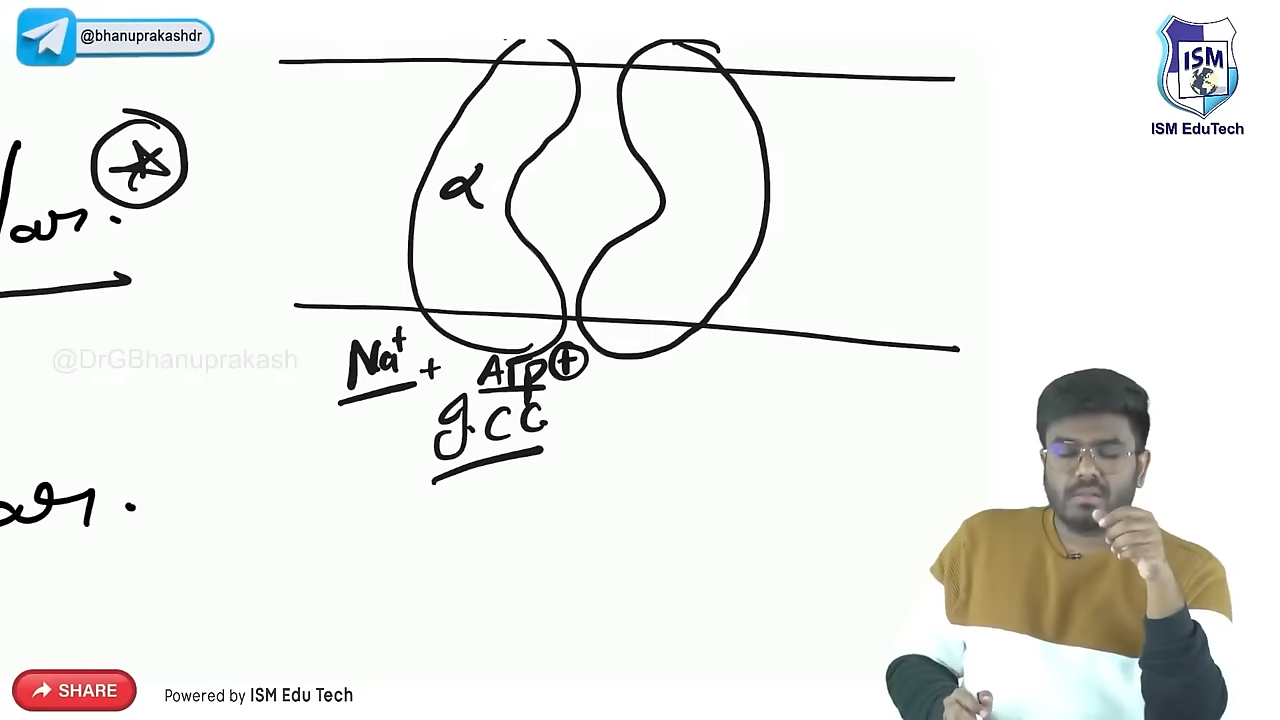 @bhanuprakashdr
ISM
ISM EduTech
α
@DrGBhanuprakash
Na⁺ + ATP ⊕
g.CC
SHARE
Powered by ISM Edu Tech